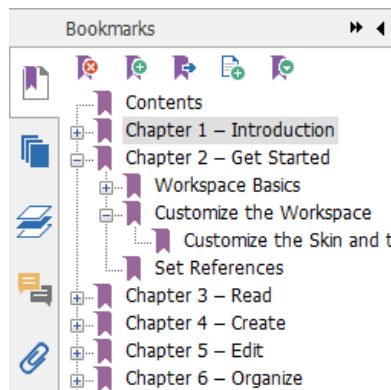 Bookmarks
Contents
Chapter 1 – Introduction
Chapter 2 – Get Started
Workspace Basics
Customize the Workspace
Customize the Skin and t
Set References
Chapter 3 – Read
Chapter 4 – Create
Chapter 5 – Edit
Chapter 6 – Organize